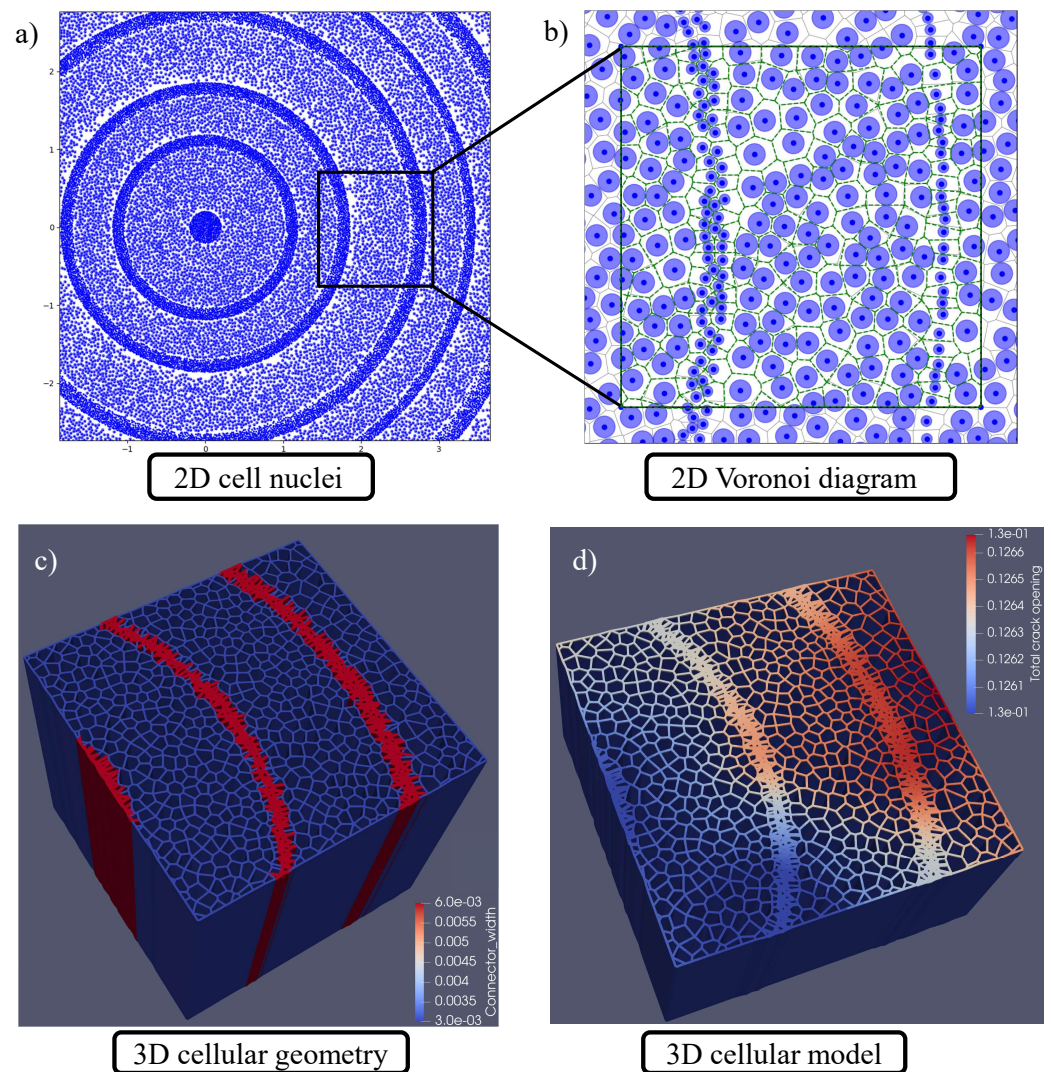 a)
2
1
0
−1
−2
−1
0
1
2
3
2D cell nuclei
b)
2D Voronoi diagram
c)
6.0e-03
0.0055
0.005
0.0045
0.004
0.0035
3.0e-03
Connector_width
3D cellular geometry
d)
1.3e-01
0.1266
0.1265
0.1264
0.1263
0.1262
0.1261
1.3e-01
Total crack opening
3D cellular model